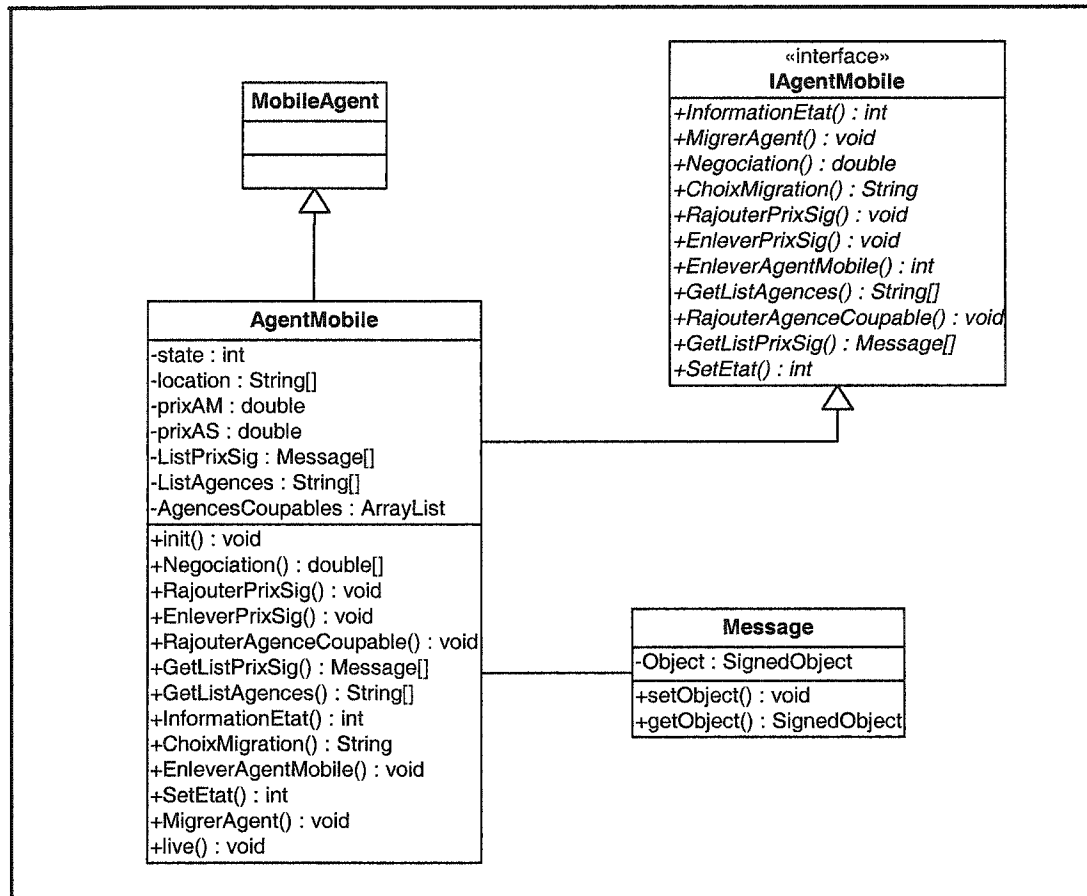 MobileAgent
«interface»
IAgentMobile
+InformationEtat() : int
+MigrerAgent() : void
+Negociation() : double
+ChoixMigration() : String
+RajouterPrixSig() : void
+EnleverPrixSig() : void
+EnleverAgentMobile() : int
+GetListAgences() : String[]
+RajouterAgenceCoupable() : void
+GetListPrixSig() : Message[]
+SetEtat() : int
AgentMobile
-state : int
-location : String[]
-prixAM : double
-prixAS : double
-ListPrixSig : Message[]
-ListAgences : String[]
-AgencesCoupables : ArrayList
+init() : void
+Negociation() : double[]
+RajouterPrixSig() : void
+EnleverPrixSig() : void
+RajouterAgenceCoupable() : void
+GetListPrixSig() : Message[]
+GetListAgences() : String[]
+InformationEtat() : int
+ChoixMigration() : String
+EnleverAgentMobile() : void
+SetEtat() : int
+MigrerAgent() : void
+live() : void
Message
-Object : SignedObject
+setObject() : void
+getObject() : SignedObject